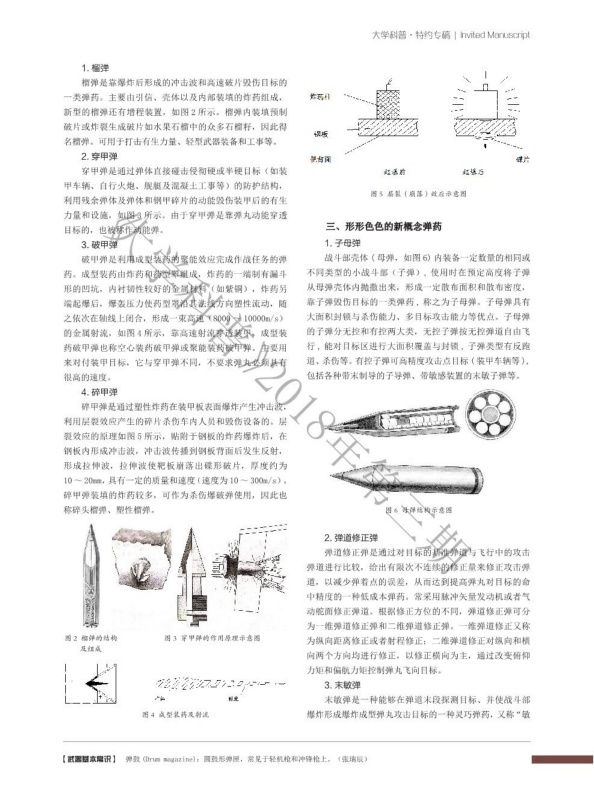 大学科普·特约专稿 | Invited Manuscript
1. 榴弹
榴弹是靠爆炸后形成的冲击波和高速破片毁伤目标的
一类弹药。主要由引信、壳体以及内部装填的炸药组成，
新型的榴弹还有增程装置，如图 2 所示。榴弹内装填预制
破片或炸裂生成破片如水果石榴中的众多石榴籽，因此得
名榴弹。可用于打击有生力量、轻型武器装备和工事等。
2. 穿甲弹
穿甲弹是通过弹体直接碰击侵彻硬或半硬目标（如装
甲车辆、自行火炮、舰艇及混凝土工事等）的防护结构，
利用残余弹体及弹体和钢甲碎片的动能毁伤装甲后的有生
力量和设施，如图 3 所示。由于穿甲弹是靠弹丸动能穿透
目标的，也被称作动能弹。
3. 破甲弹
破甲弹是利用成型装药的聚能效应完成作战任务的弹
药。成型装药由炸药和药型罩组成，炸药的一端制有漏斗
形的凹坑，内衬韧性较好的金属材料（如紫铜），炸药另
端起爆后，爆轰压力使药型罩沿其法线方向塑性流动，随
之依次在轴线上闭合，形成一束高速（8000～10000m/s）
的金属射流，如图 4 所示，靠高速射流穿透装甲。成型装
药破甲弹也称空心装药破甲弹或聚能装药破甲弹。主要用
来对付装甲目标，它与穿甲弹不同，不要求弹丸必须具有
很高的速度。
4. 碎甲弹
碎甲弹是通过塑性炸药在装甲板表面爆炸产生冲击波，
利用层裂效应产生的碎片杀伤车内人员和毁伤设备的。层
裂效应的原理如图 5 所示，贴附于钢板的炸药爆炸后，在
钢板内形成冲击波，冲击波传播到钢板背面后发生反射，
形成拉伸波，拉伸波使靶板崩落出碟形破片，厚度约为
10 ～ 20mm，具有一定的质量和速度（速度为 10 ～ 300m/s）。
碎甲弹装填的炸药较多，可作为杀伤爆破弹使用，因此也
称碎头榴弹、塑性榴弹。
图 2 榴弹的结构
及组成
图 3 穿甲弹的作用原理示意图
图 4 成型装药及射流
炸药柱
钢板
自由面
起爆前
起爆后
碟片
图 5 层裂（崩落）效应示意图
三、形形色色的新概念弹药
1. 子母弹
战斗部壳体（母弹，如图 6）内装备一定数量的相同或
不同类型的小战斗部（子弹），使用时在预定高度将子弹
从母弹壳体内抛撒出来，形成一定散布面积和散布密度，
靠子弹毁伤目标的一类弹药，称之为子母弹。子母弹具有
大面积封锁与杀伤能力、多目标攻击能力等优点。子母弹
的子弹分无控和有控两大类，无控子弹按无控弹道自由飞
行，能对目标区进行大面积覆盖与封锁，子弹类型有反跑
道、杀伤等。有控子弹可高精度攻击点目标（装甲车辆等），
包括各种带末制导的子导弹、带敏感装置的末敏子弹等。
图 6 母弹结构示意图
2. 弹道修正弹
弹道修正弹是通过对目标的精准弹道与飞行中的攻击
弹道进行比较，给出有限次不连续的修正量来修正攻击弹
道，以减少弹着点的误差，从而达到提高弹丸对目标的命
中精度的一种低成本弹药。常采用脉冲矢量发动机或者气
动舵面修正弹道。根据修正方位的不同，弹道修正弹可分
为一维弹道修正弹和二维弹道修正弹。一维弹道修正又称
为纵向距离修正或者射程修正；二维弹道修正对纵向和横
向两个方向均进行修正，以修正横向为主，通过改变俯仰
力矩和偏航力矩控制弹丸飞向目标。
3. 末敏弹
末敏弹是一种能够在弹道末段探测目标、并使战斗部
爆炸形成爆炸成型弹丸攻击目标的一种灵巧弹药，又称“敏
《大学科普》2018年第三期
【武器基本常识】 弹鼓 (Drum magazine)：圆鼓形弹匣，常见于轻机枪和冲锋枪上。（张瑞辰）